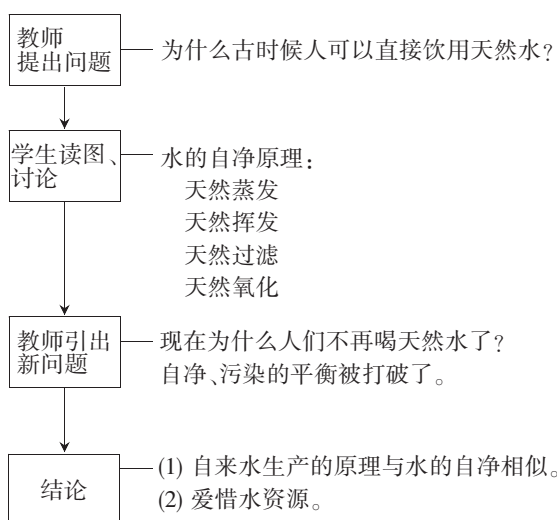 教师
提出问题
为什么古时候人可以直接饮用天然水?
学生读图、
讨论
水的自净原理:
天然蒸发
天然挥发
天然过滤
天然氧化
教师引出
新问题
现在为什么人们不再喝天然水了?
自净、污染的平衡被打破了。
结论
(1) 自来水生产的原理与水的自净相似。
(2) 爱惜水资源。